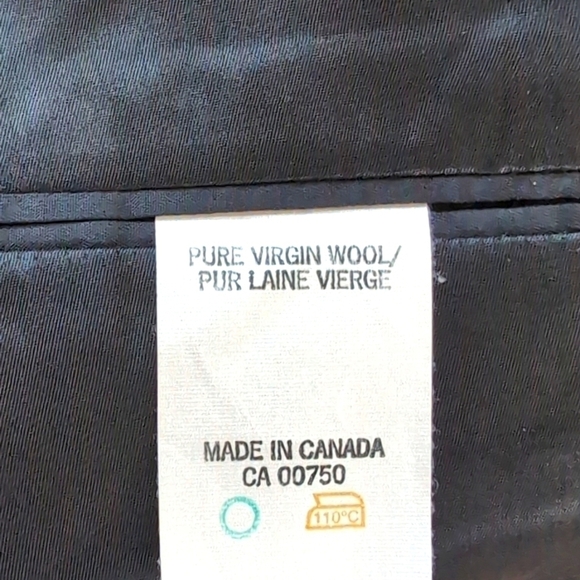 PURE VIRGIN WOOL/
PUR LAINE VIERGE
MADE IN CANADA
CA 00750
110°C